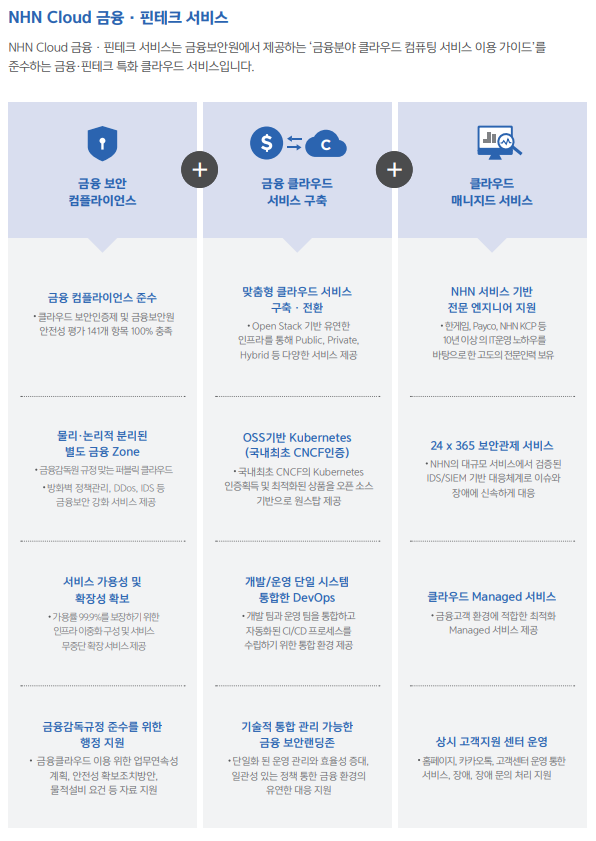 NHN Cloud 금융 · 핀테크 서비스
NHN Cloud 금융 · 핀테크 서비스는 금융보안원에서 제공하는 ‘금융분야 클라우드 컴퓨팅 서비스 이용 가이드’를
준수하는 금융·핀테크 특화 클라우드 서비스입니다.
금융 보안
컴플라이언스
+
$
C
금융 클라우드
서비스 구축
+
클라우드
매니지드 서비스
금융 컴플라이언스 준수
• 클라우드 보안인증제 및 금융보안원
안전성 평가 141개 항목 100% 충족
물리·논리적 분리된
별도 금융 Zone
• 금융감독원 규정 맞는 퍼블릭 클라우드
• 방화벽 정책관리, DDos, IDS 등
금융보안 강화 서비스 제공
서비스 가용성 및
확장성 확보
• 가용률 99.9%를 보장하기 위한
인프라 이중화 구성 및 서비스
무중단 확장 서비스 제공
금융감독규정 준수를 위한
행정 지원
• 금융클라우드 이용 위한 업무연속성
계획, 안전성 확보조치방안,
물적설비 요건 등 자료 지원
맞춤형 클라우드 서비스
구축 · 전환
• Open Stack 기반 유연한
인프라를 통해 Public, Private,
Hybrid 등 다양한 서비스 제공
OSS기반 Kubernetes
(국내최초 CNCF인증)
• 국내최초 CNCF의 Kubernetes
인증획득 및 최적화된 상품을 오픈 소스
기반으로 원스탑 제공
개발/운영 단일 시스템
통합한 DevOps
• 개발 팀과 운영 팀을 통합하고
자동화된 CI/CD 프로세스를
수립하기 위한 통합 환경 제공
기술적 통합 관리 가능한
금융 보안랜딩존
• 단일화 된 운영 관리와 효율성 증대,
일관성 있는 정책 통한 금융 환경의
유연한 대응 지원
NHN 서비스 기반
전문 엔지니어 지원
• 한게임, Payco, NHN KCP 등
10년 이상의 IT운영 노하우를
바탕으로 한 고도의 전문인력 보유
24 x 365 보안관제 서비스
• NHN의 대규모 서비스에서 검증된
IDS/SIEM 기반 대응체계로 이슈와
장애에 신속하게 대응
클라우드 Managed 서비스
• 금융고객 환경에 적합한 최적화
Managed 서비스 제공
상시 고객지원 센터 운영
• 홈페이지, 카카오톡, 고객센터 운영 통한
서비스, 장애, 장애 문의 처리 지원